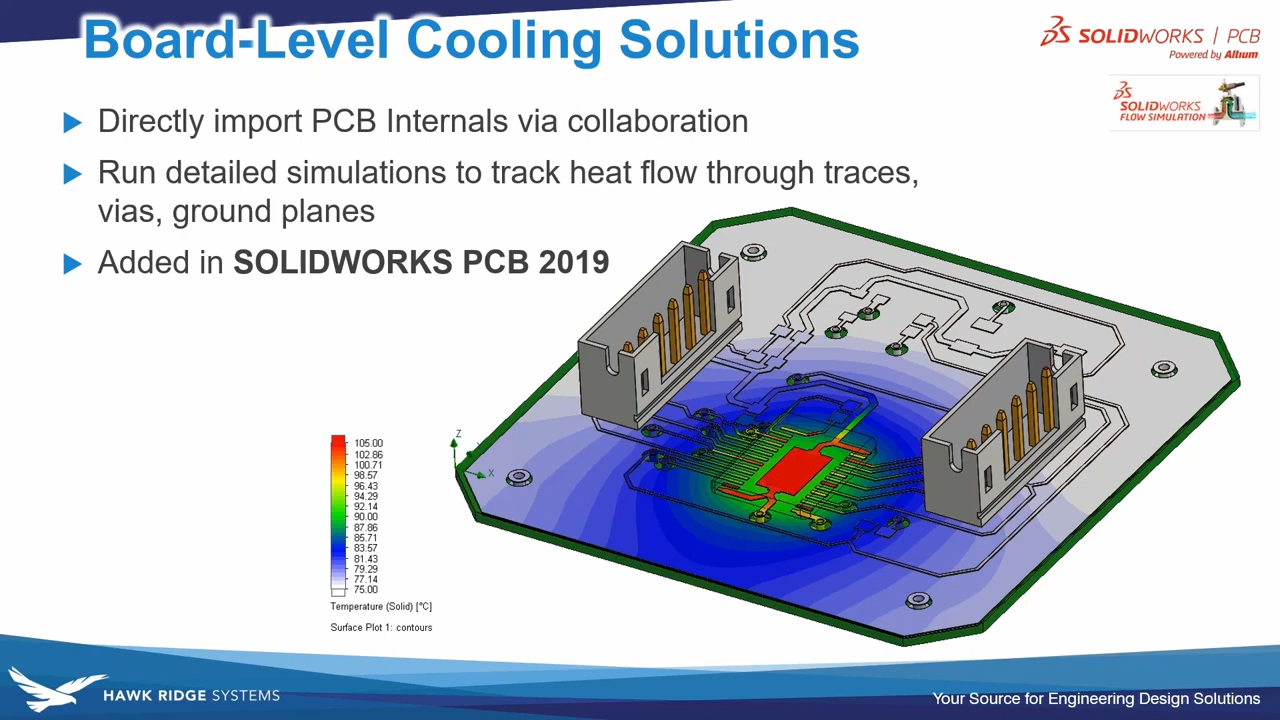 Board-Level Cooling Solutions
SOLIDWORKS | PCB
Powered by Altium
SOLIDWORKS
FLOW SIMULATION
Directly import PCB Internals via collaboration
Run detailed simulations to track heat flow through traces,
vias, ground planes
Added in SOLIDWORKS PCB 2019
Z
X
105.00
102.86
100.71
98.57
96.43
94.29
92.14
90.00
87.86
85.71
83.57
81.43
79.29
77.14
75.00
Temperature (Solid) [°C]
Surface Plot 1: contours
HAWK RIDGE SYSTEMS
Your Source for Engineering Design Solutions